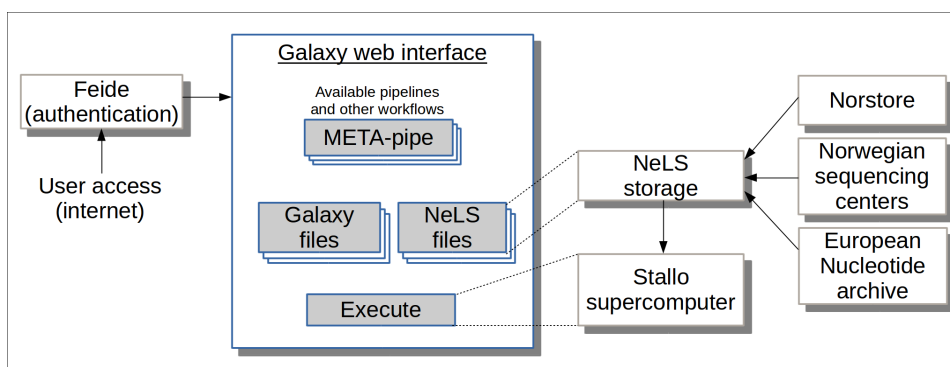 Feide
(authentication)
User access
(internet)
Galaxy web interface
Available pipelines
and other workflows
META-pipe
Galaxy
files
NeLS
files
Execute
NeLS
storage
Stallo
supercomputer
Norstore
Norwegian
sequencing
centers
European
Nucleotide
archive